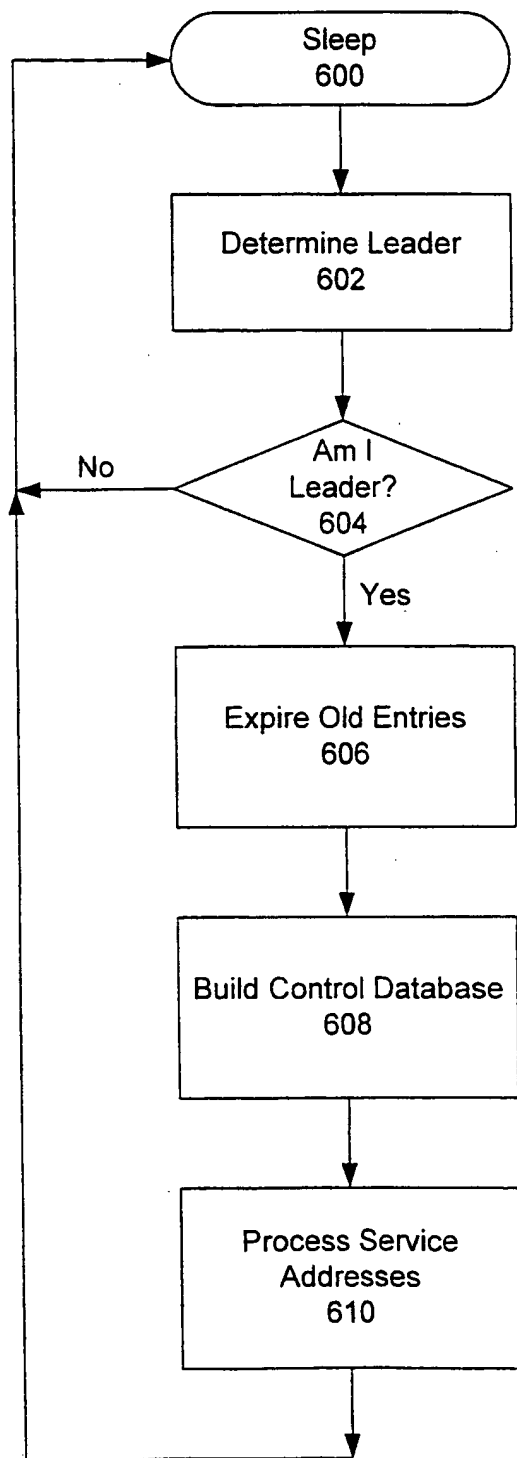 Sleep
600
Determine Leader
602
Am I
Leader?
604
No
Yes
Expire Old Entries
606
Build Control Database
608
Process Service
Addresses
610